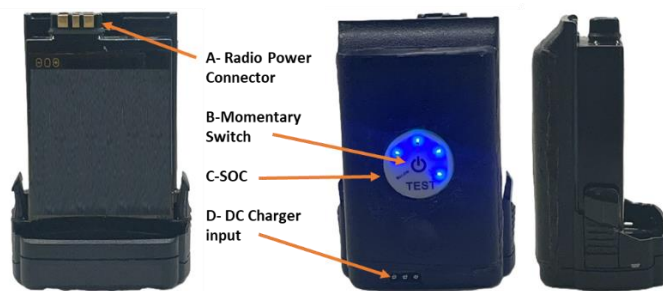 A- Radio Power
Connector
808
B-Momentary
Switch
C-SOC
TEST
D- DC Charger
input